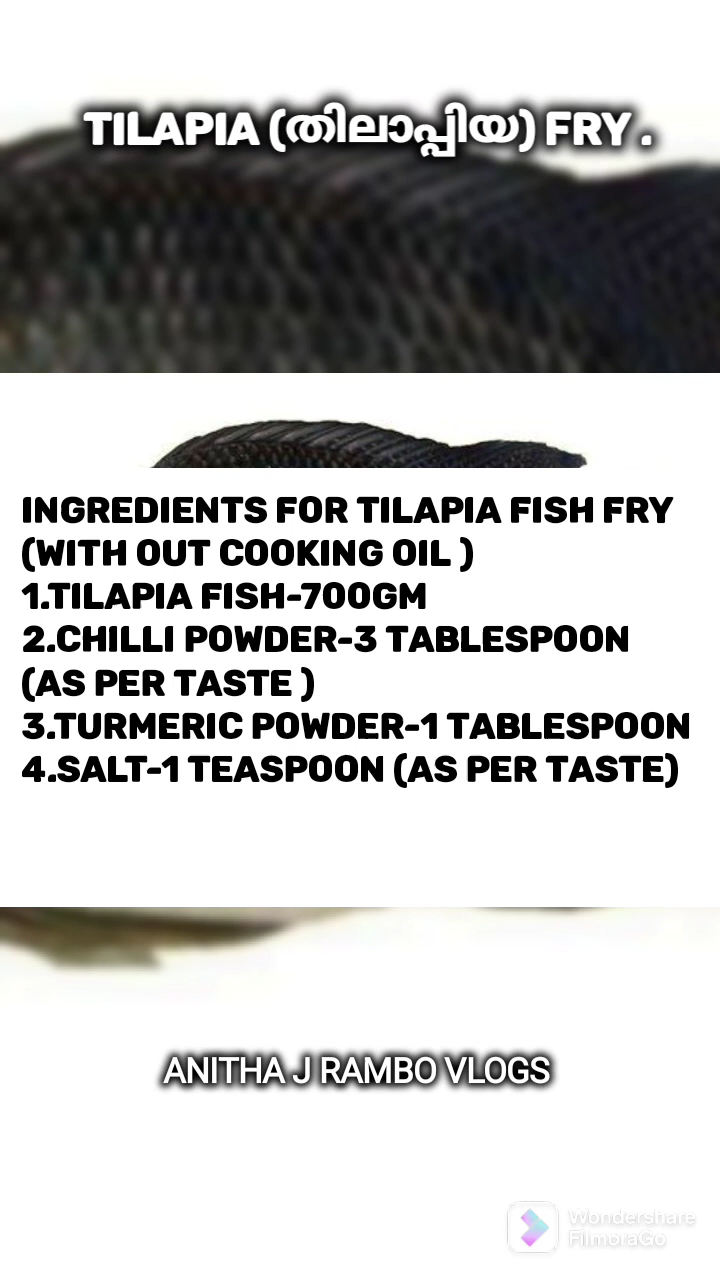 TILAPIA (തിലാപ്പിയ) FRY .
INGREDIENTS FOR TILAPIA FISH FRY
(WITH OUT COOKING OIL )
1.TILAPIA FISH-700GM
2.CHILLI POWDER-3 TABLESPOON
(AS PER TASTE )
3.TURMERIC POWDER-1 TABLESPOON
4.SALT-1 TEASPOON (AS PER TASTE)
ANITHA J RAMBO VLOGS
Wondershare
FilmoraGo